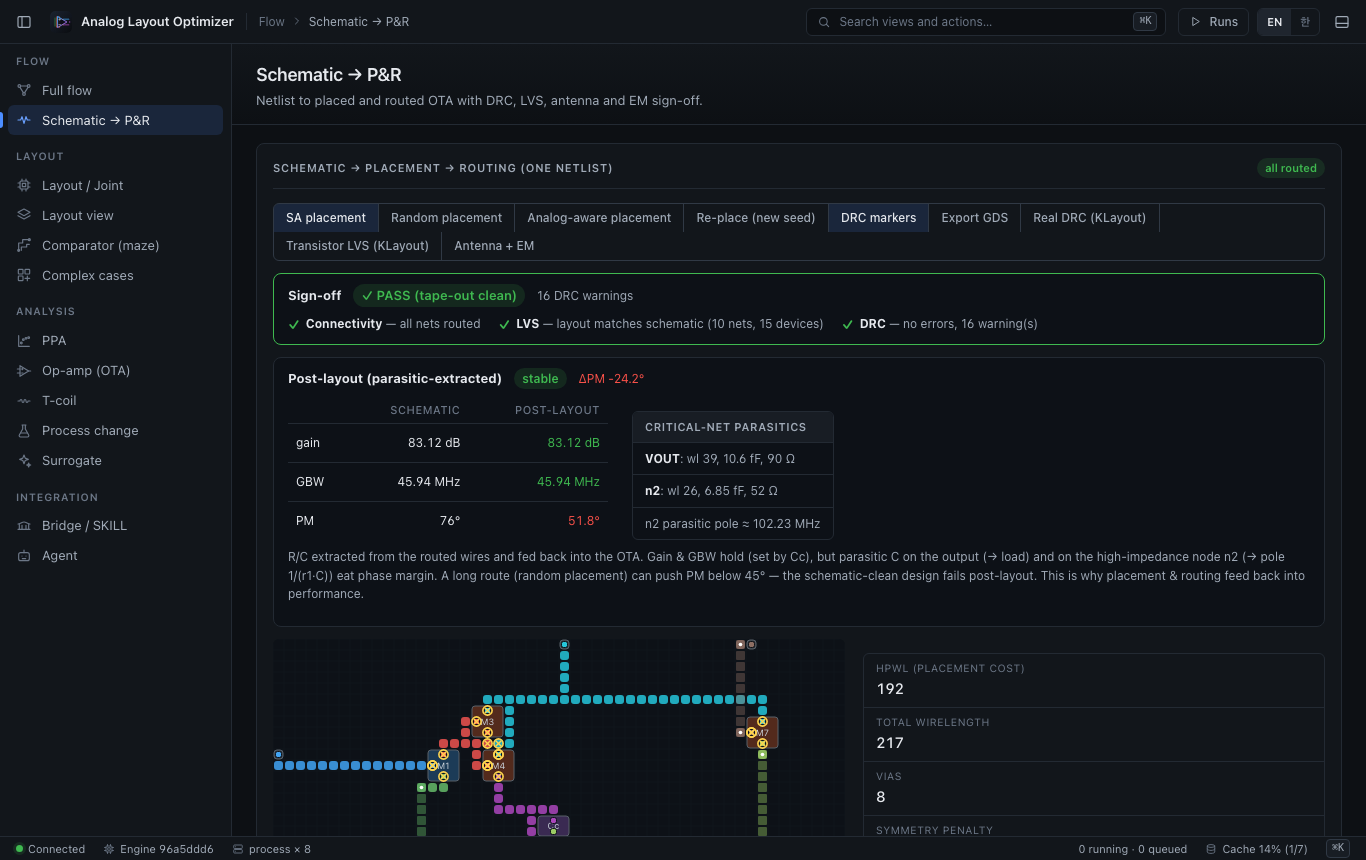 Analog Layout Optimizer
Flow > Schematic → P&R
Search views and actions...
⌘K
Runs
EN
한
FLOW
Full flow
Schematic → P&R
LAYOUT
Layout / Joint
Layout view
Comparator (maze)
Complex cases
ANALYSIS
PPA
Op-amp (OTA)
T-coil
Process change
Surrogate
INTEGRATION
Bridge / SKILL
Agent
Schematic → P&R
Netlist to placed and routed OTA with DRC, LVS, antenna and EM sign-off.
SCHEMATIC → PLACEMENT → ROUTING (ONE NETLIST)
all routed
SA placement
Random placement
Analog-aware placement
Re-place (new seed)
DRC markers
Export GDS
Real DRC (KLayout)
Transistor LVS (KLayout)
Antenna + EM
Sign-off ✓ PASS (tape-out clean) 16 DRC warnings
✓ Connectivity — all nets routed ✓ LVS — layout matches schematic (10 nets, 15 devices) ✓ DRC — no errors, 16 warning(s)
Post-layout (parasitic-extracted) stable ΔPM -24.2°
SCHEMATIC POST-LAYOUT
gain 83.12 dB 83.12 dB
GBW 45.94 MHz 45.94 MHz
PM 76° 51.8°
CRITICAL-NET PARASITICS
VOUT: wl 39, 10.6 fF, 90 Ω
n2: wl 26, 6.85 fF, 52 Ω
n2 parasitic pole ≈ 102.23 MHz
R/C extracted from the routed wires and fed back into the OTA. Gain & GBW hold (set by Cc), but parasitic C on the output (→ load) and on the high-impedance node n2 (→ pole
1/(r1·C)) eat phase margin. A long route (random placement) can push PM below 45° — the schematic-clean design fails post-layout. This is why placement & routing feed back into
performance.
M3
M7
M1
M4
Cc
HPWL (PLACEMENT COST)
192
TOTAL WIRELENGTH
217
VIAS
8
SYMMETRY PENALTY
Connected
Engine 96a5ddd6
process × 8
0 running · 0 queued
Cache 14% (1/7)
⌘K